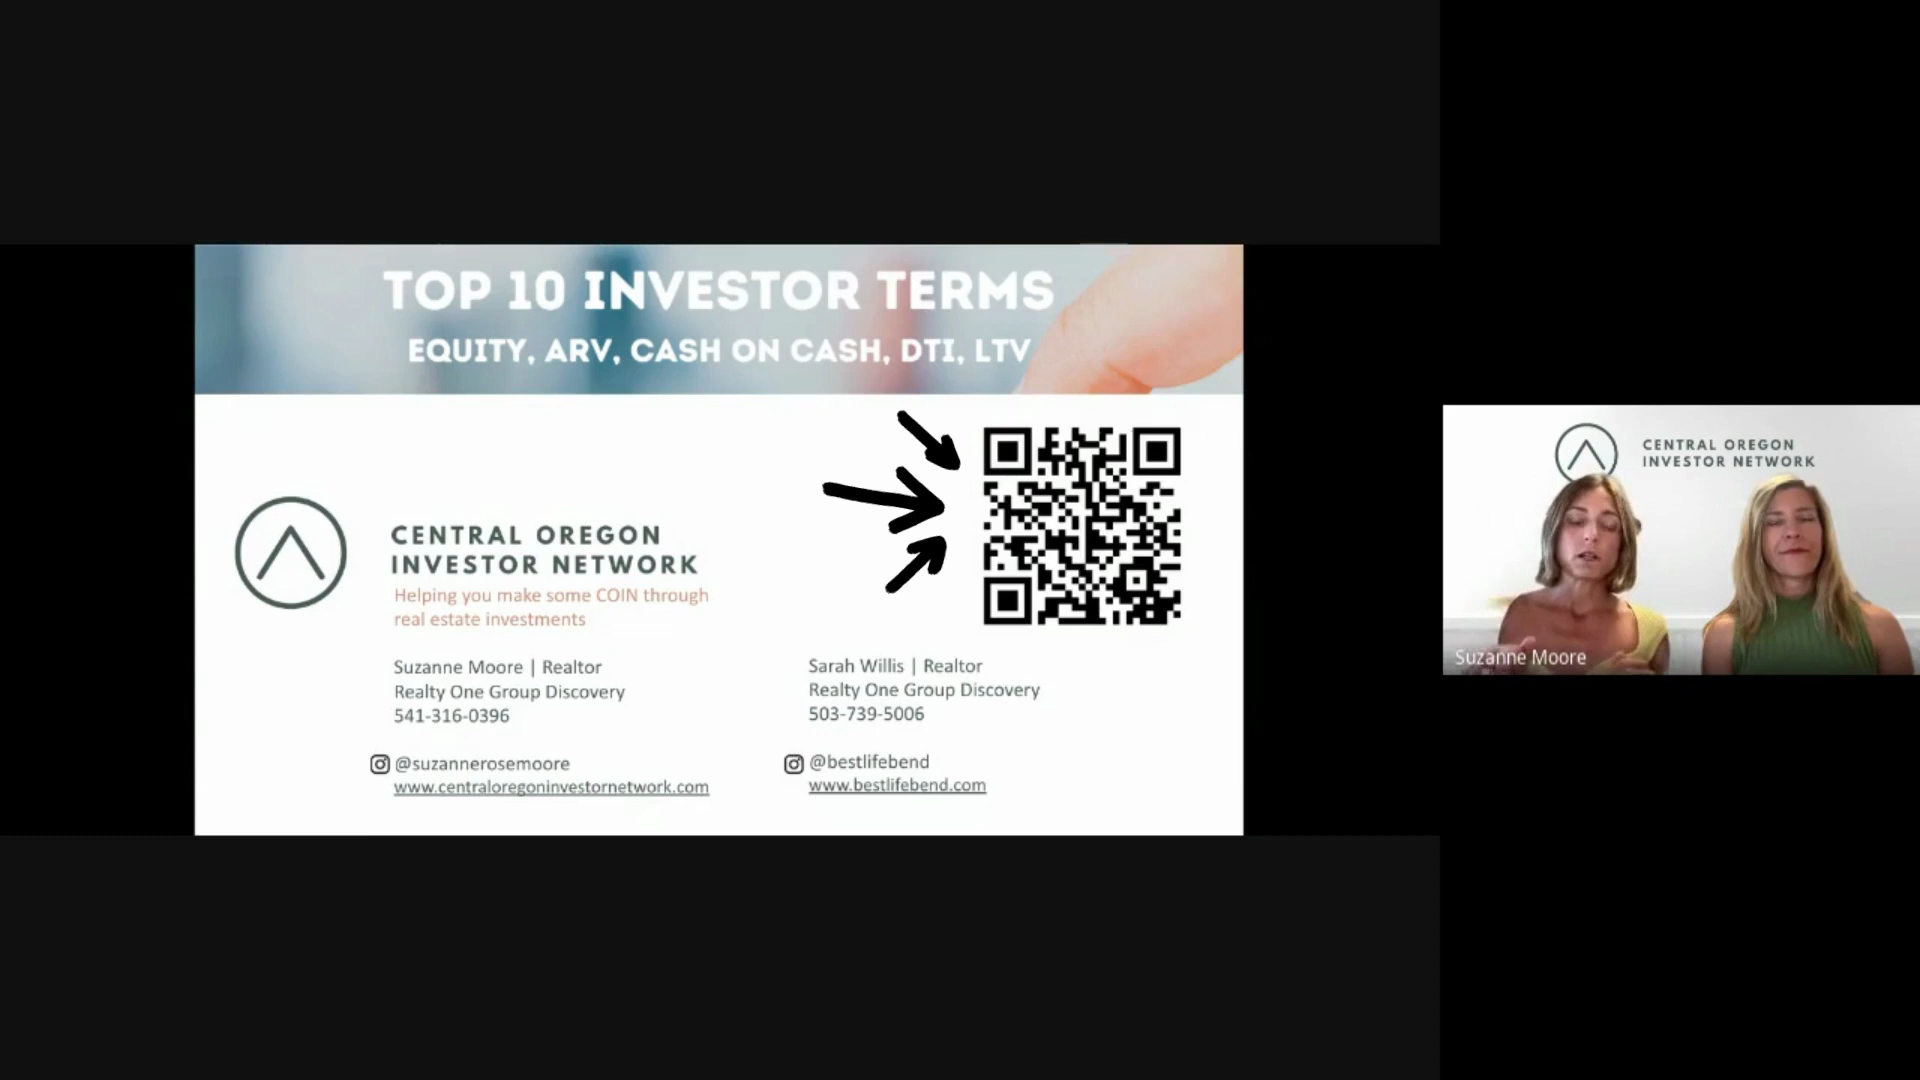 TOP 10 INVESTOR TERMS
EQUITY, ARV, CASH ON CASH, DTI, LTV
CENTRAL OREGON
INVESTOR NETWORK
Helping you make some COIN through
real estate investments
Suzanne Moore | Realtor
Realty One Group Discovery
541-316-0396
@suzannerosemoore
www.centraloregoninvestornetwork.com
Sarah Willis | Realtor
Realty One Group Discovery
503-739-5006
@bestlifebend
www.bestlifebend.com
CENTRAL OREGON
INVESTOR NETWORK
Suzanne Moore